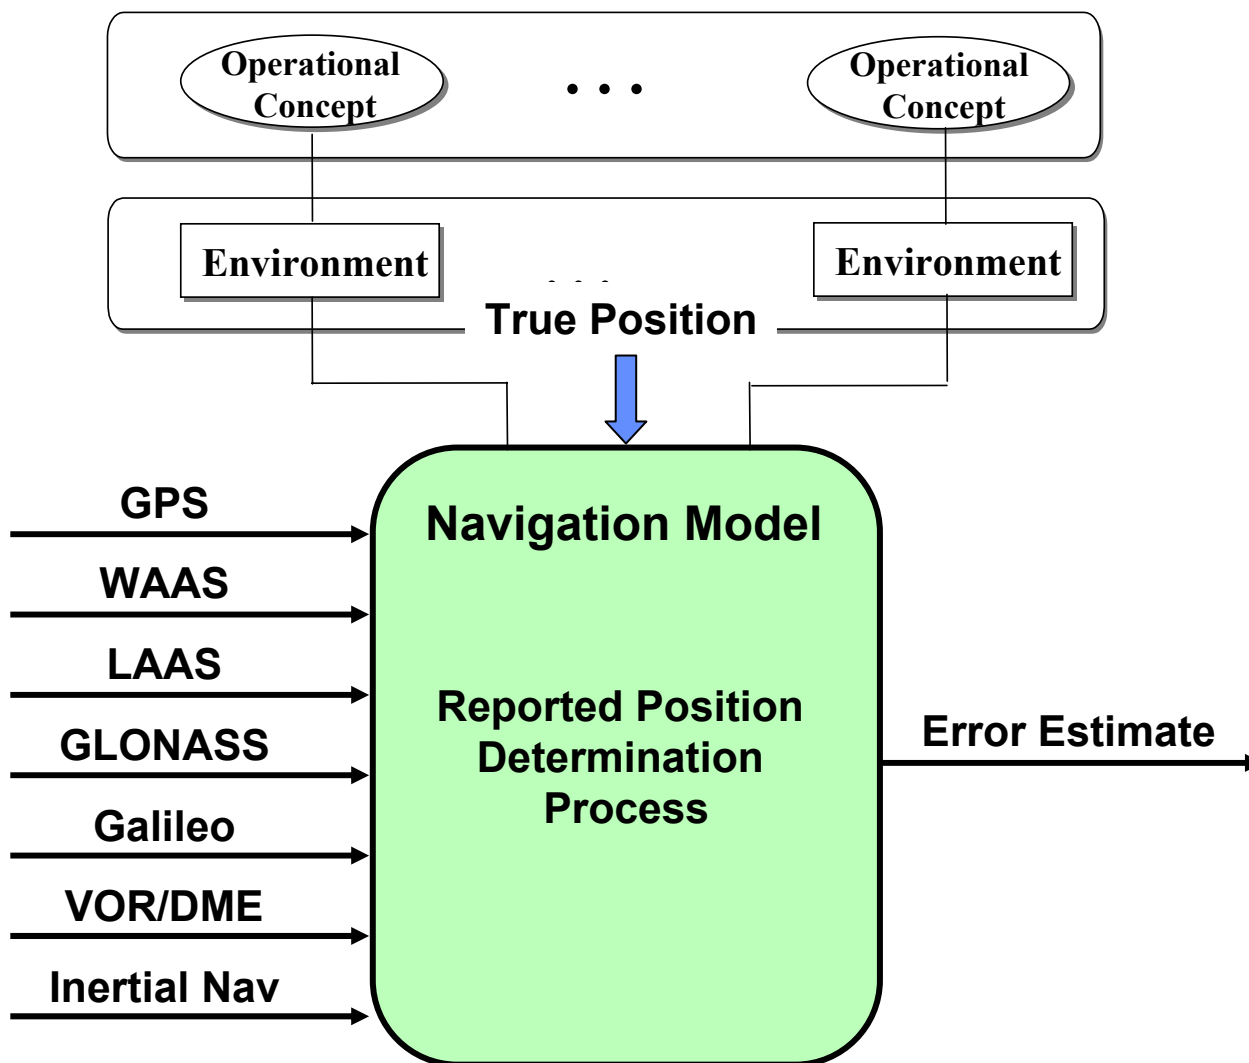 Operational
Concept
. . .
Operational
Concept
Environment
. . .
Environment
True Position
Navigation Model
GPS
WAAS
LAAS
GLONASS
Galileo
VOR/DME
Inertial Nav
Reported Position
Determination
Process
Error Estimate